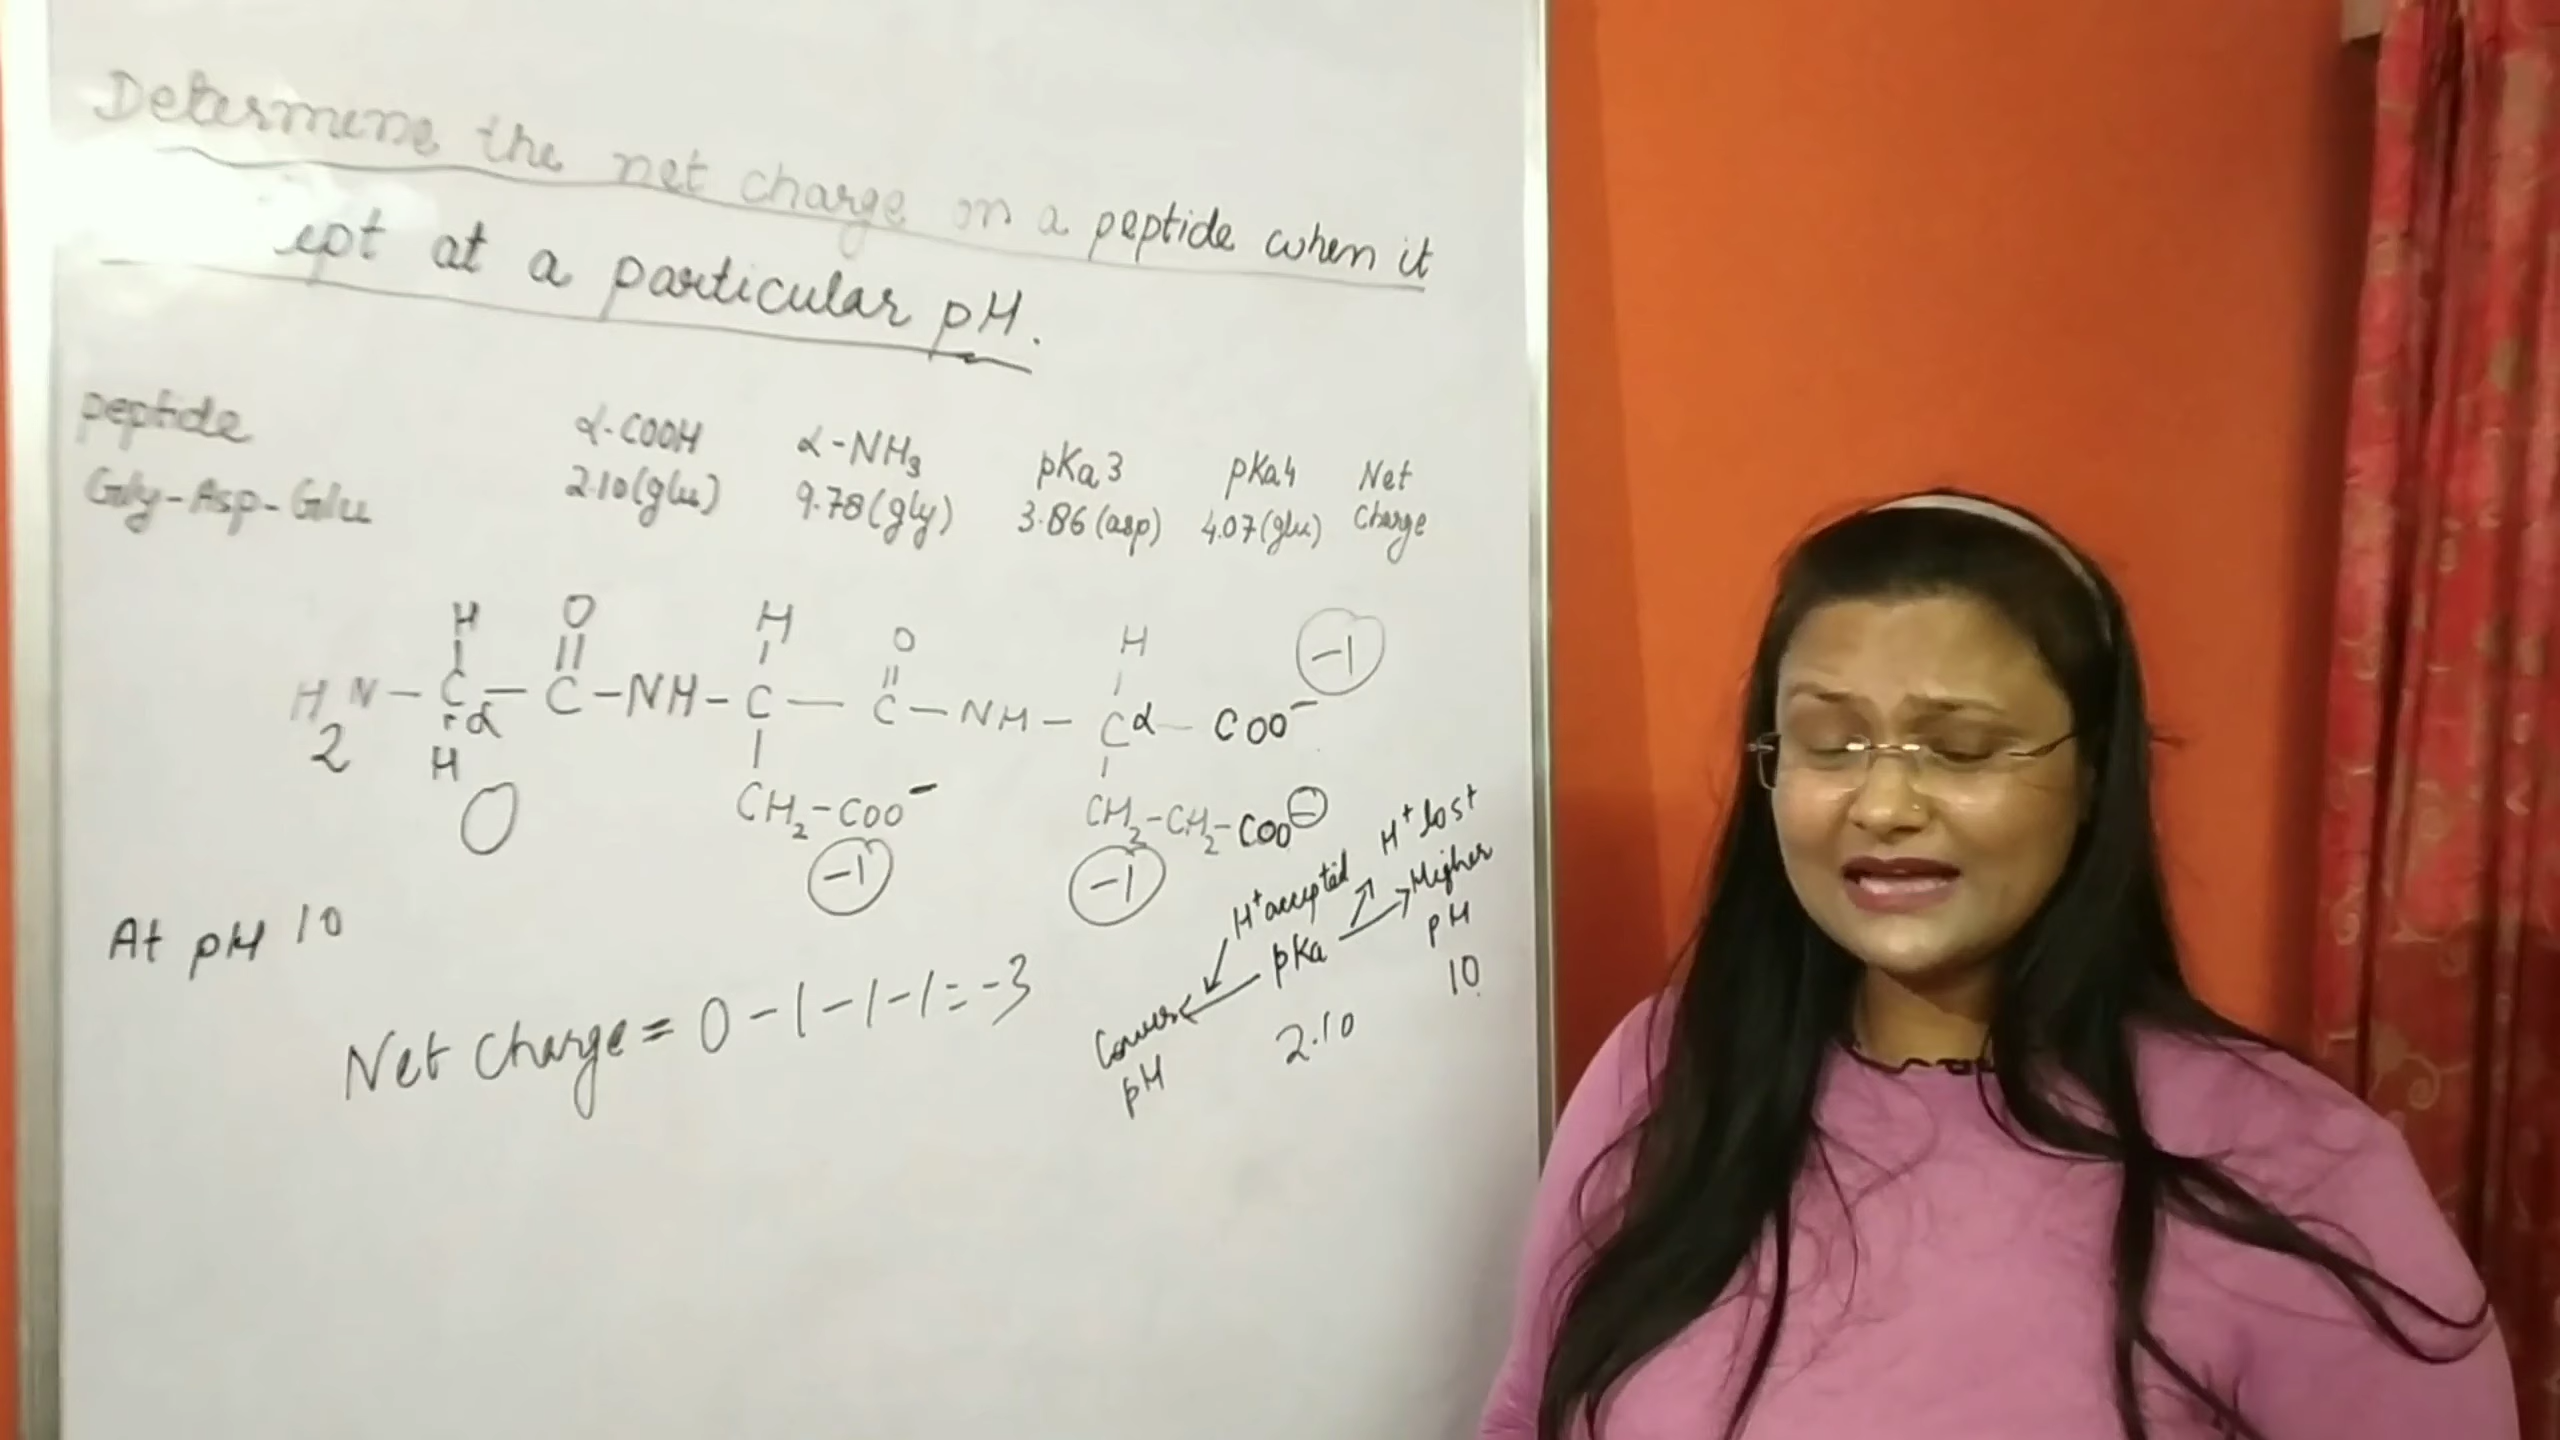 Determine the net charge on a peptide when it
ept at a particular pH.
peptide α-COOH α-NH3 pKa3 pKa4 Net
Gly-Asp-Glu 2.10(glu) 9.78(gly) 3.86(asp) 4.07(glu) Charge
H O H O H -1
H2N - Cα - C - NH - C - C - NH - Cα - COO-
H CH2-COO- CH2-CH2-COO-
0 -1 -1
H+ accepted H+ lost
pKa Higher
pH
At pH 10 10
Net Charge = 0-1-1-1=-3
pH 2.10